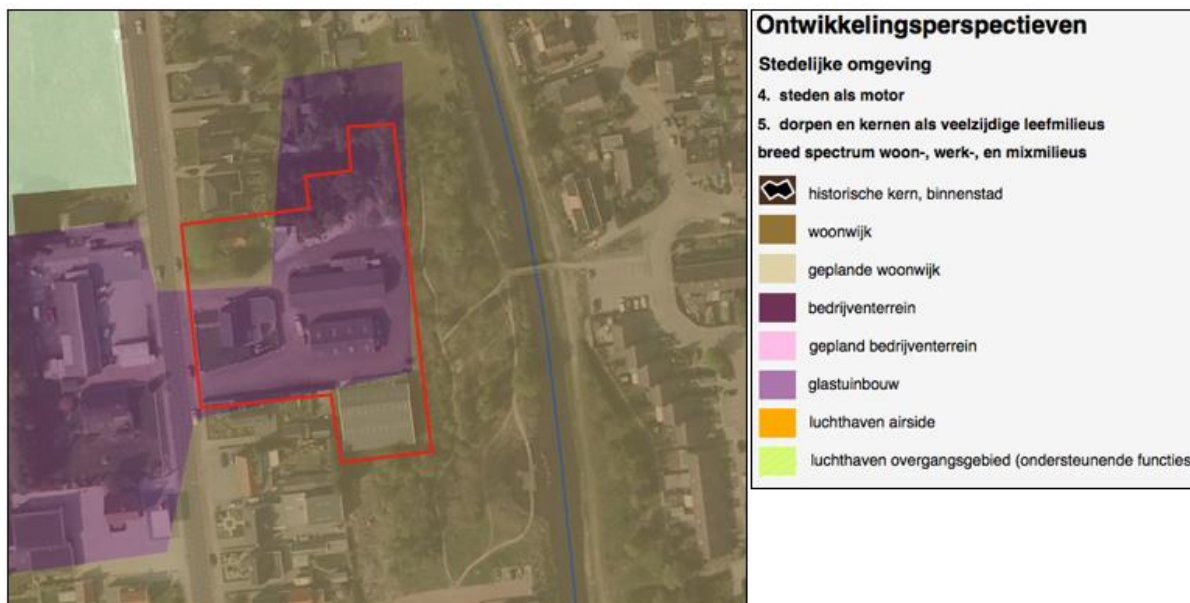 Ontwikkelingsperspectieven
Stedelijke omgeving
4. steden als motor
5. dorpen en kernen als veelzijdige leefmilieus
breed spectrum woon-, werk-, en mixmilieus
historische kern, binnenstad
woonwijk
geplande woonwijk
bedrijventerrein
gepland bedrijventerrein
glastuinbouw
luchthaven airside
luchthaven overgangsgebied (ondersteunende functies